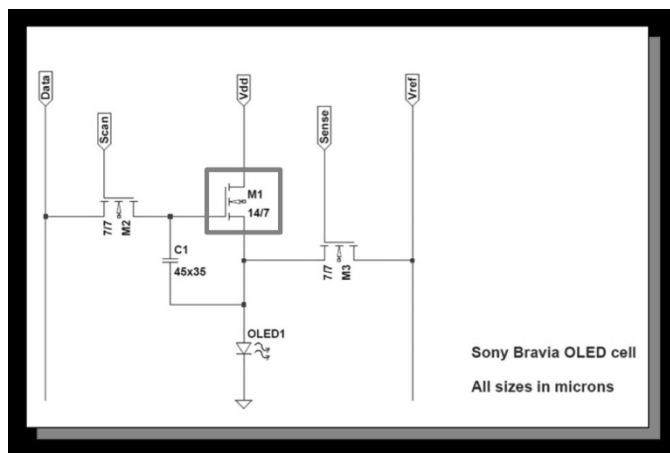 Data
Scan
Vdd
Sense
Vref
M1
14/7
7/7
M2
C1
45x35
7/7
M3
OLED1
Sony Bravia OLED cell
All sizes in microns